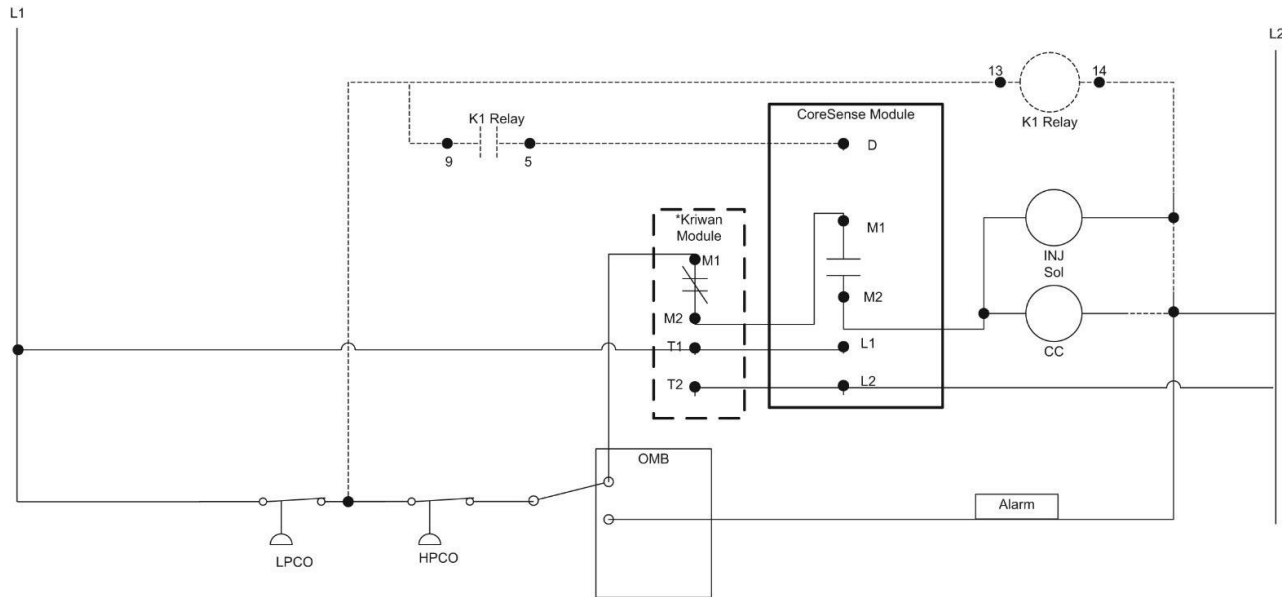 L1
L2
13
14
K1 Relay
K1 Relay
9
5
CoreSense Module
D
*Kriwan
Module
M1
M1
M2
M2
INJ
Sol
CC
T1
L1
T2
L2
OMB
Alarm
LPCO
HPCO